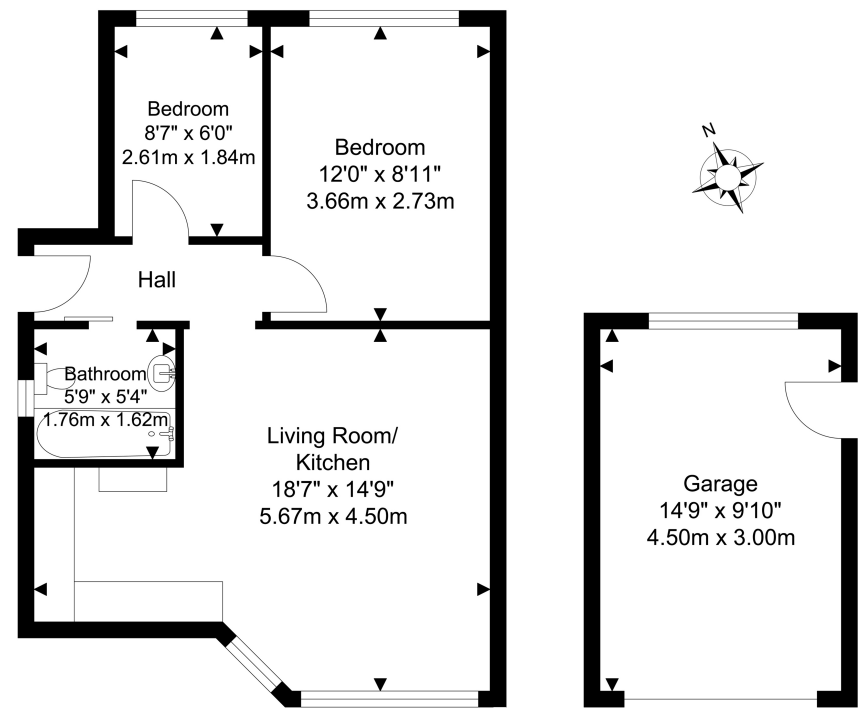 Bedroom
8'7" x 6'0"
2.61m x 1.84m
Bedroom
12'0" x 8'11"
3.66m x 2.73m
N
Hall
Bathroom
5'9" x 5'4"
1.76m x 1.62m
Living Room/
Kitchen
18'7" x 14'9"
5.67m x 4.50m
Garage
14'9" x 9'10"
4.50m x 3.00m